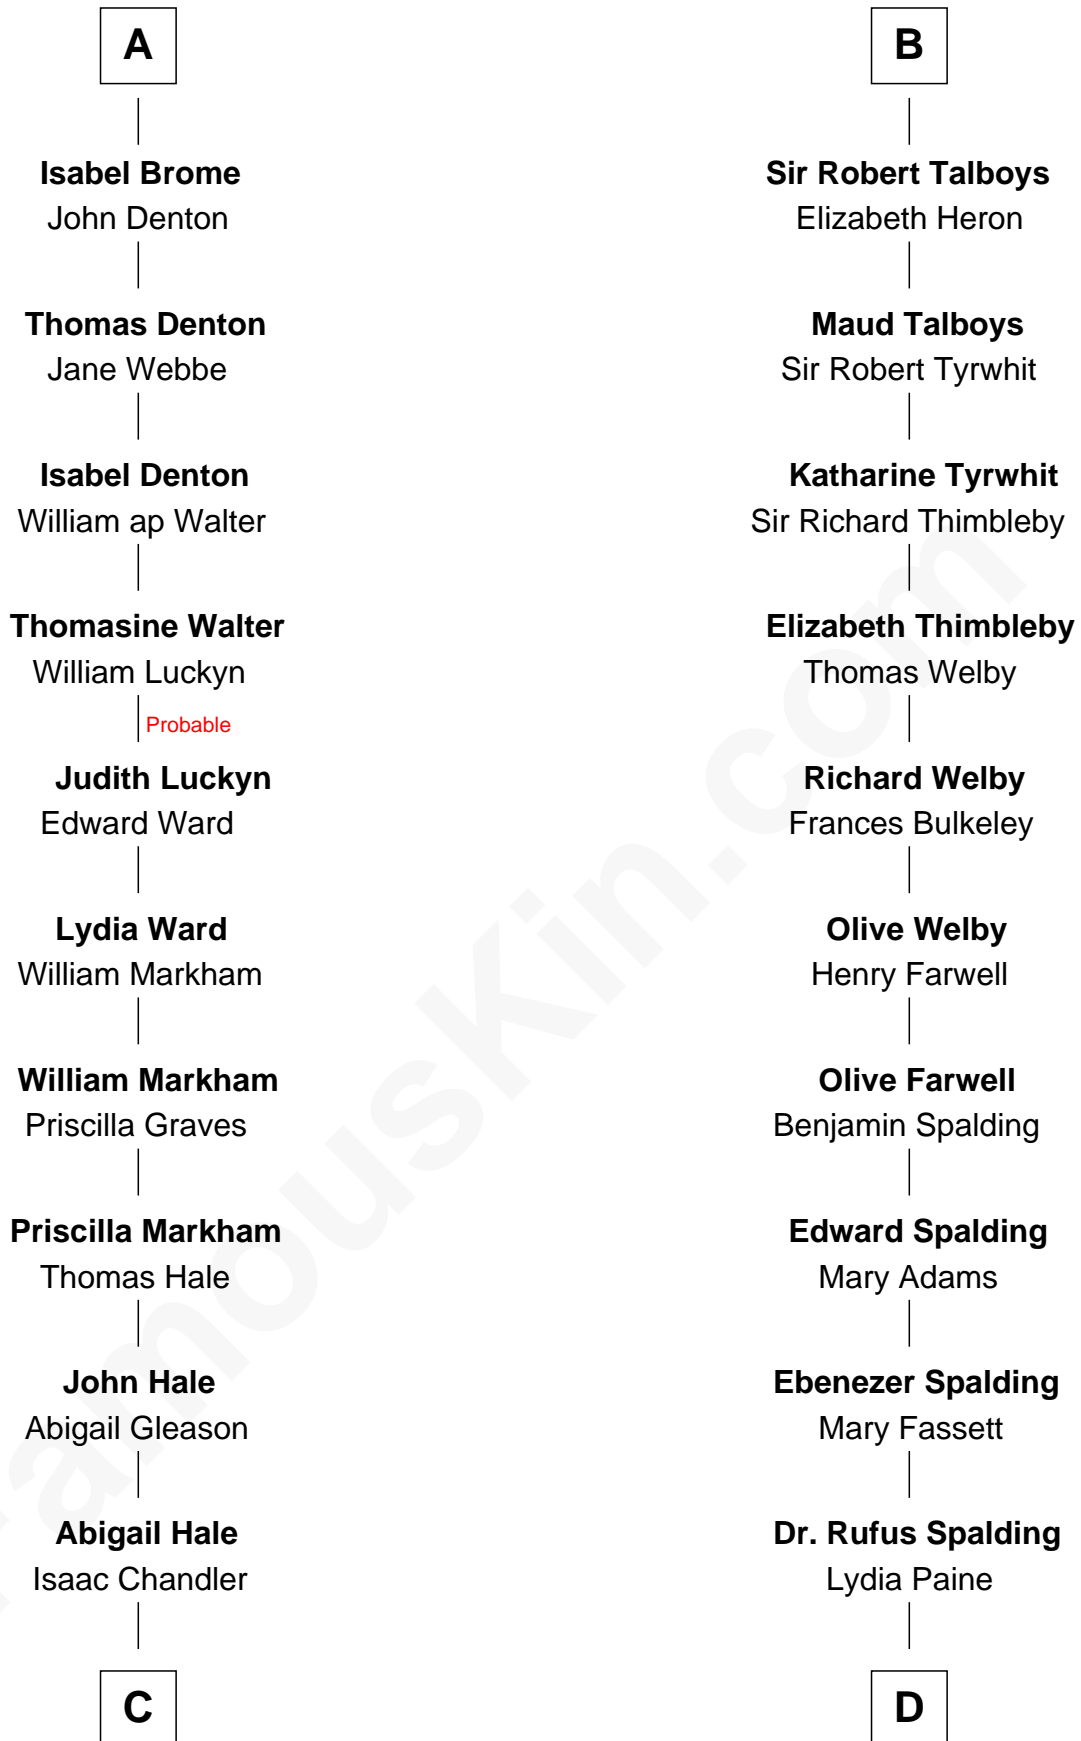 A
Isabel Brome
John Denton
Thomas Denton
Jane Webbe
Isabel Denton
William ap Walter
Thomasine Walter
William Luckyn
Probable
Judith Luckyn
Edward Ward
Lydia Ward
William Markham
William Markham
Priscilla Graves
Priscilla Markham
Thomas Hale
John Hale
Abigail Gleason
Abigail Hale
Isaac Chandler
C
B
Sir Robert Talboys
Elizabeth Heron
Maud Talboys
Sir Robert Tyrwhit
Katharine Tyrwhit
Sir Richard Thimbleby
Elizabeth Thimbleby
Thomas Welby
Richard Welby
Frances Bulkeley
Olive Welby
Henry Farwell
Olive Farwell
Benjamin Spalding
Edward Spalding
Mary Adams
Ebenezer Spalding
Mary Fassett
Dr. Rufus Spalding
Lydia Paine
D
FamousKin.com